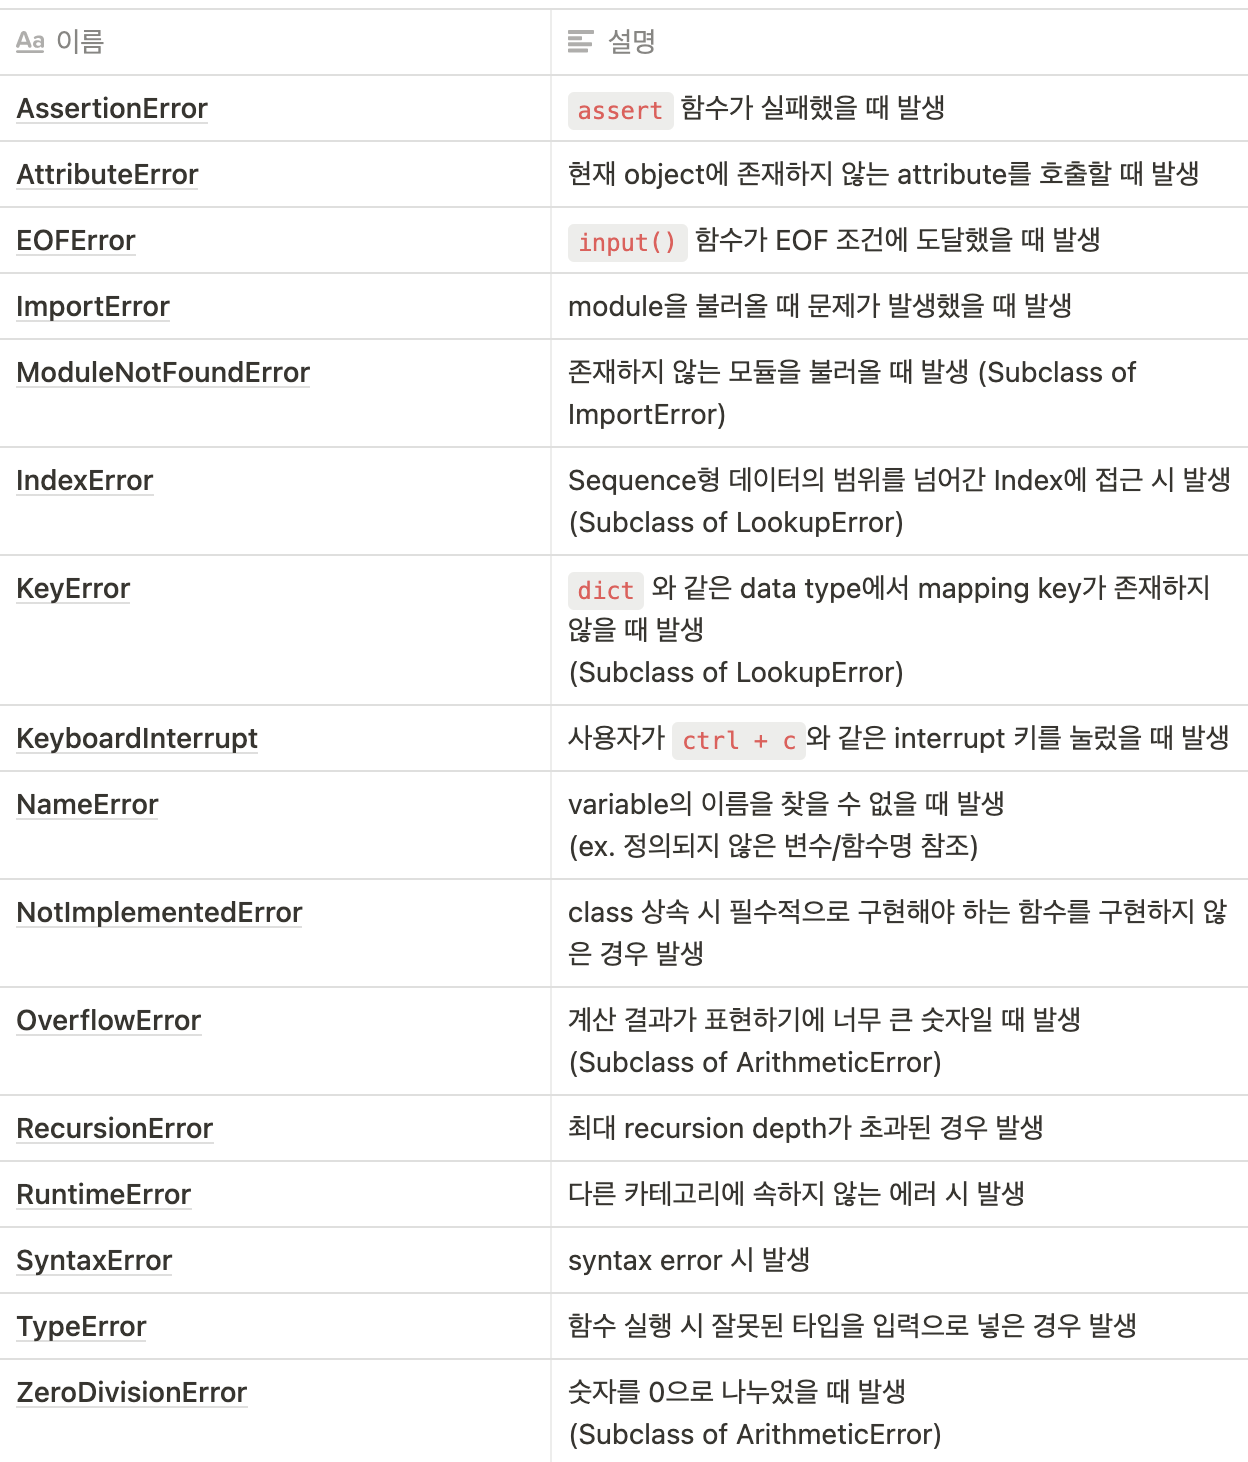 Aa 이름
설명
AssertionError
assert 함수가 실패했을 때 발생
AttributeError
현재 object에 존재하지 않는 attribute를 호출할 때 발생
EOFError
input() 함수가 EOF 조건에 도달했을 때 발생
ImportError
module을 불러올 때 문제가 발생했을 때 발생
ModuleNotFoundError
존재하지 않는 모듈을 불러올 때 발생 (Subclass of
ImportError)
IndexError
Sequence형 데이터의 범위를 넘어간 Index에 접근 시 발생
(Subclass of LookupError)
KeyError
dict 와 같은 data type에서 mapping key가 존재하지
않을 때 발생
(Subclass of LookupError)
KeyboardInterrupt
사용자가 ctrl + c와 같은 interrupt 키를 눌렀을 때 발생
NameError
variable의 이름을 찾을 수 없을 때 발생
(ex. 정의되지 않은 변수/함수명 참조)
NotImplementedError
class 상속 시 필수적으로 구현해야 하는 함수를 구현하지 않
은 경우 발생
OverflowError
계산 결과가 표현하기에 너무 큰 숫자일 때 발생
(Subclass of ArithmeticError)
RecursionError
최대 recursion depth가 초과된 경우 발생
RuntimeError
다른 카테고리에 속하지 않는 에러 시 발생
SyntaxError
syntax error 시 발생
TypeError
함수 실행 시 잘못된 타입을 입력으로 넣은 경우 발생
ZeroDivisionError
숫자를 0으로 나누었을 때 발생
(Subclass of ArithmeticError)